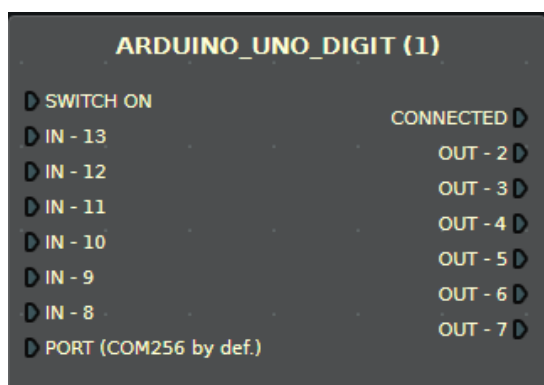 ARDUINO_UNO_DIGIT (1)
SWITCH ON
IN - 13
IN - 12
IN - 11
IN - 10
IN - 9
IN - 8
PORT (COM256 by def.)
CONNECTED
OUT - 2
OUT - 3
OUT - 4
OUT - 5
OUT - 6
OUT - 7